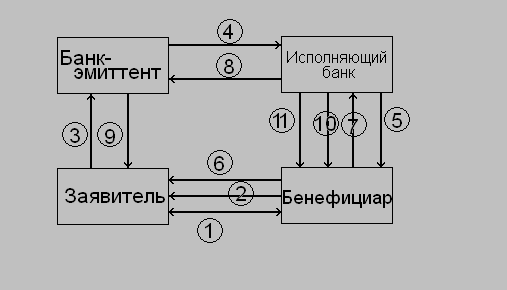 4
Банк-
эмиттент
Исполняющий
банк
8
3
9
11
10
7
5
6
Заявитель
2
Бенефициар
1